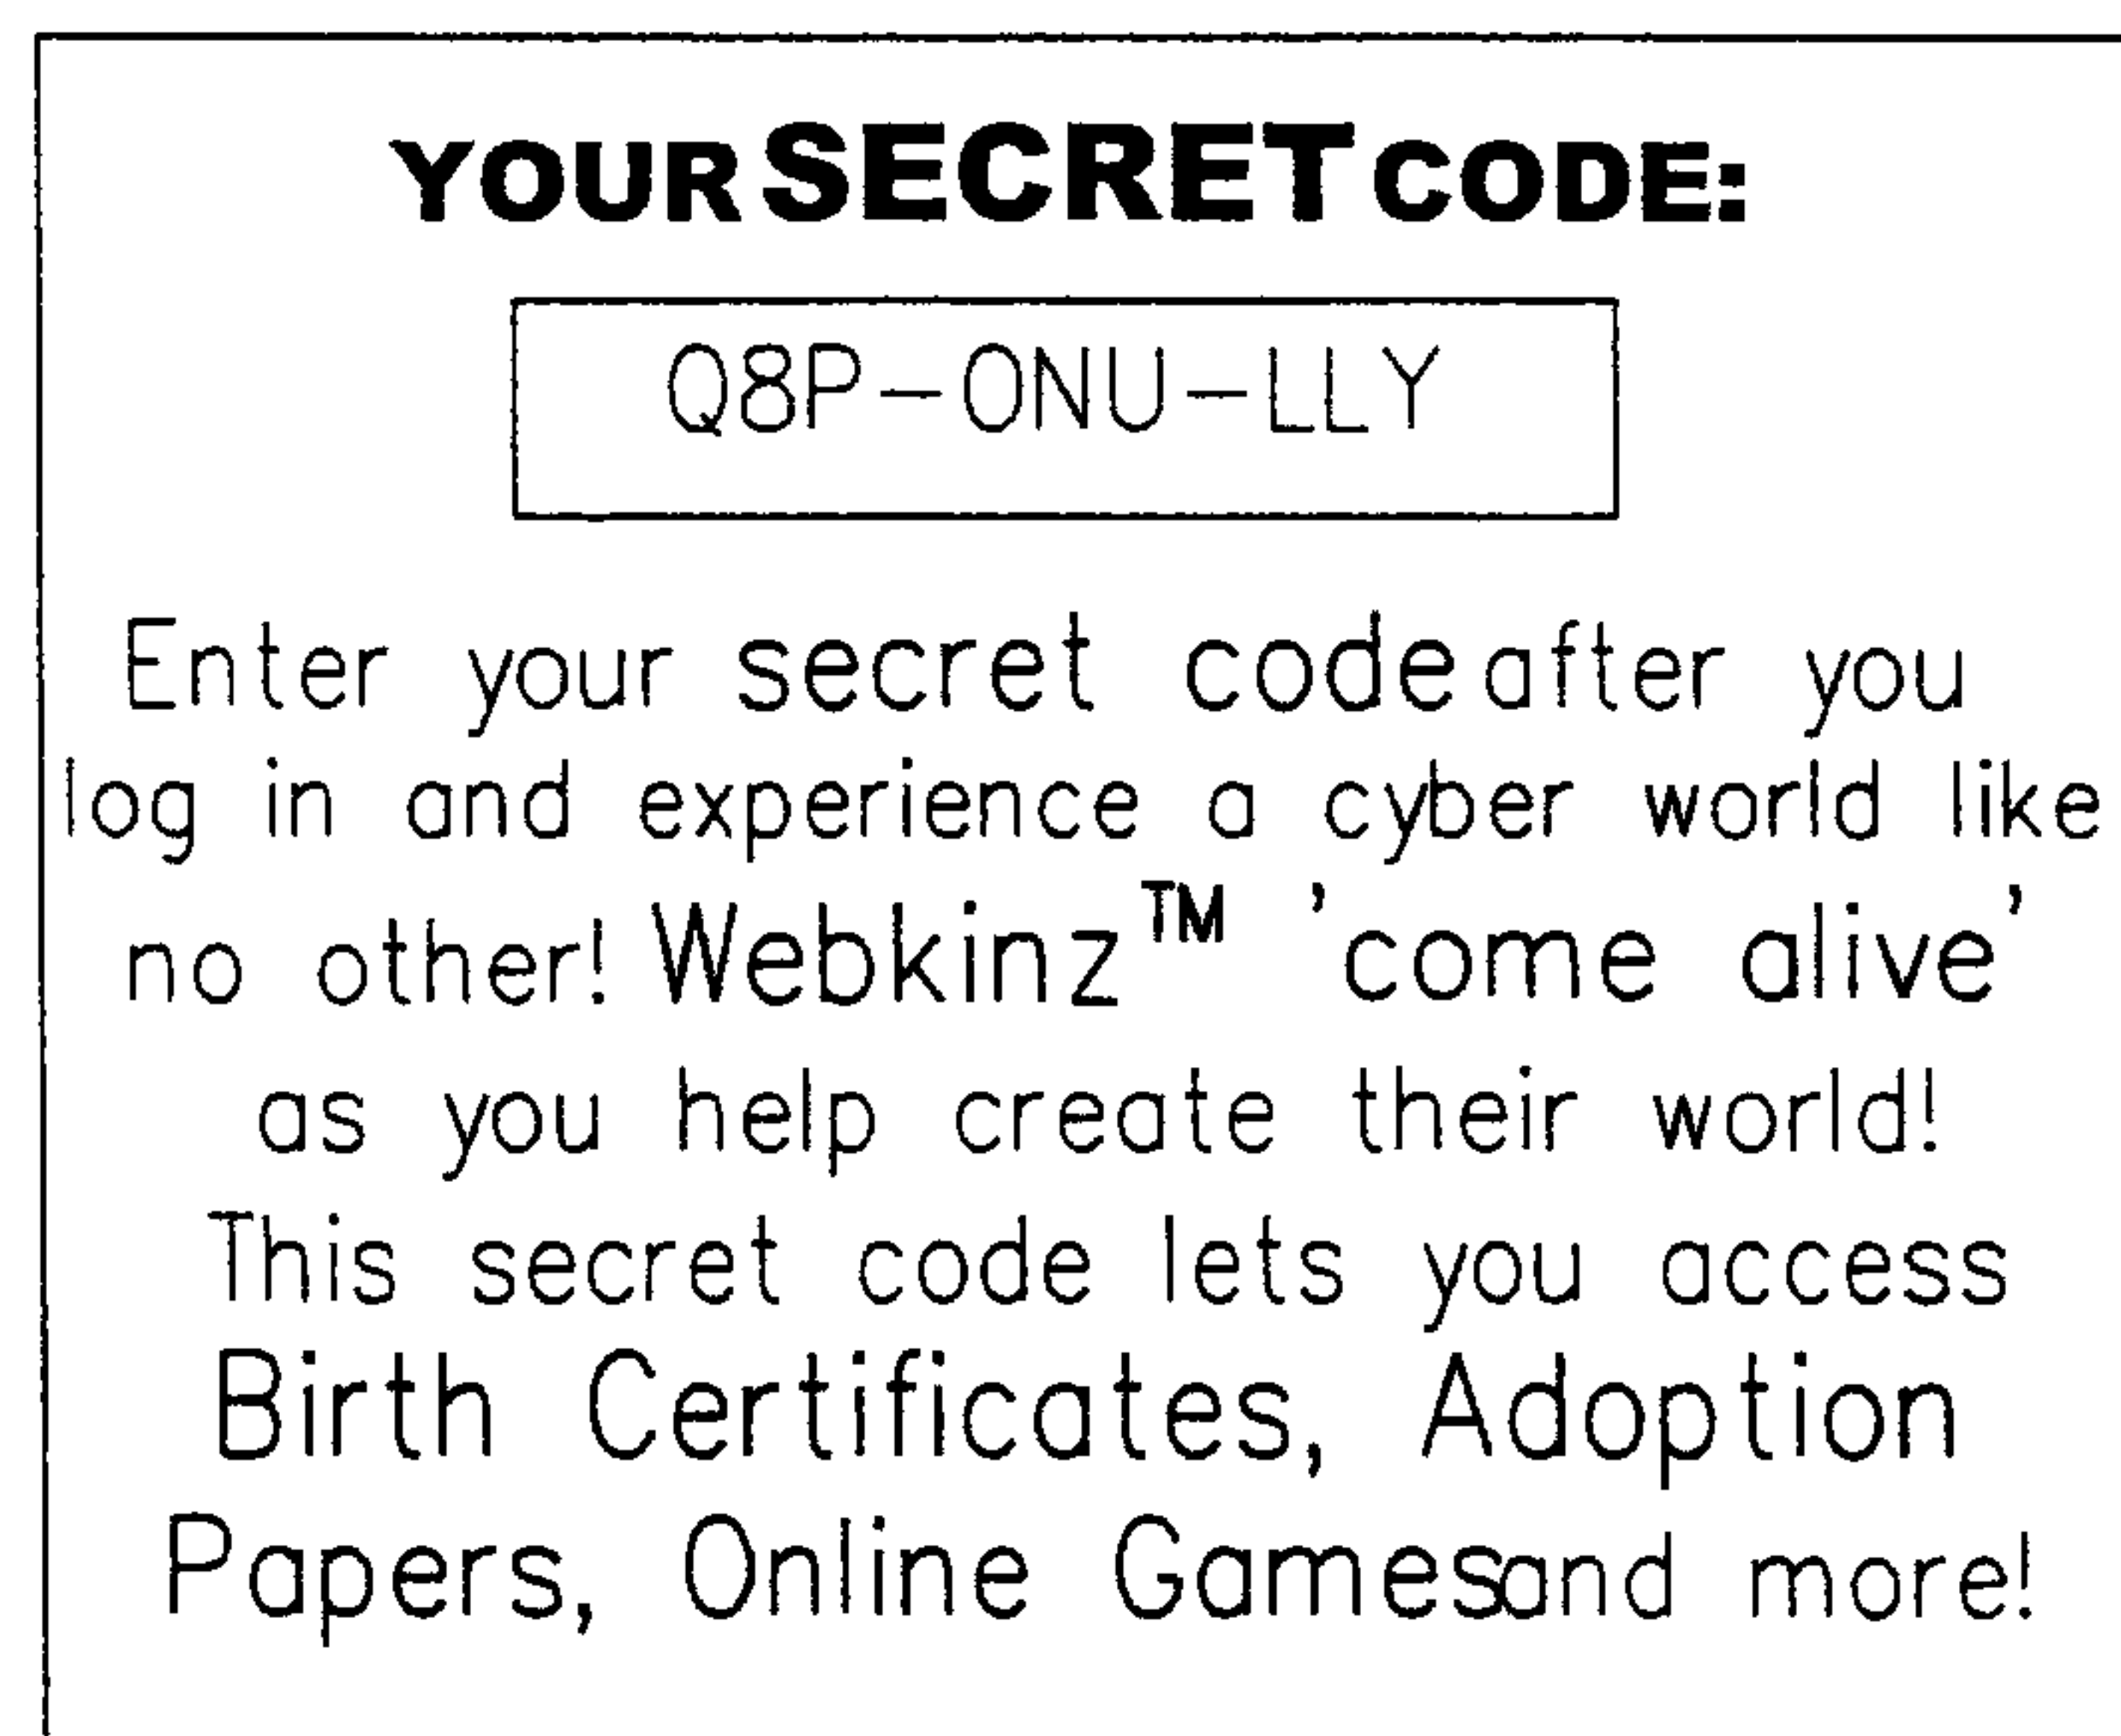 YOUR SECRET CODE:
Q8P-ONU-LLY
Enter your secret code after you
log in and experience a cyber world like
no other! Webkinz™ 'come alive'
as you help create their world!
This secret code lets you access
Birth Certificates, Adoption
Papers, Online Games and more!